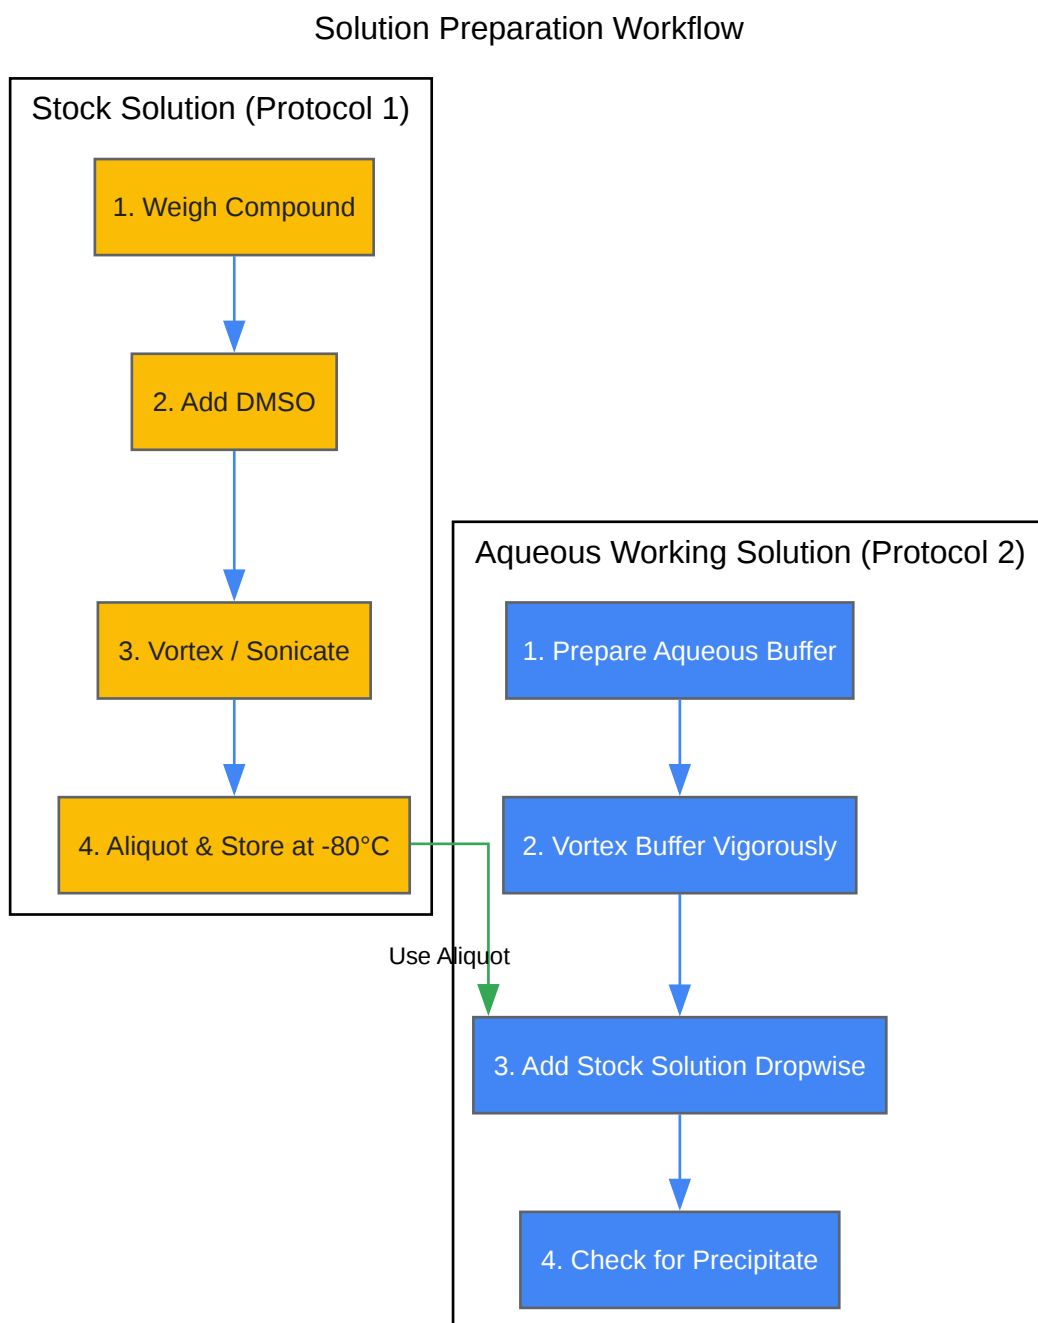 Solution Preparation Workflow
Stock Solution (Protocol 1)
1. Weigh Compound
2. Add DMSO
3. Vortex / Sonicate
4. Aliquot & Store at -80°C
Use Aliquot
Aqueous Working Solution (Protocol 2)
1. Prepare Aqueous Buffer
2. Vortex Buffer Vigorously
3. Add Stock Solution Dropwise
4. Check for Precipitate